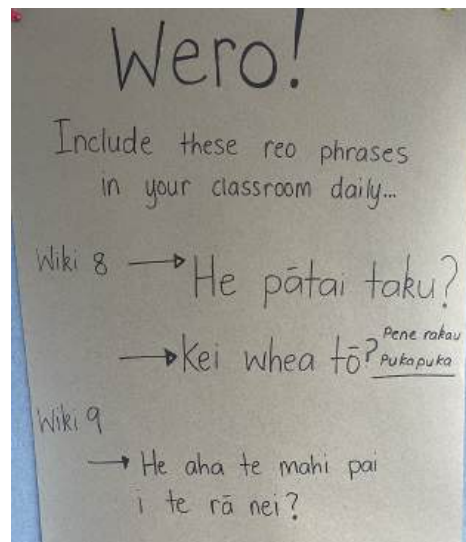 Wero!
Include these reo phrases
in your classroom daily...
Wiki 8 → He pātai taku?
→ Kei whea tō? Pene rakau
Pukapuka
Wiki 9
→ He aha te mahi pai
i te rā nei?